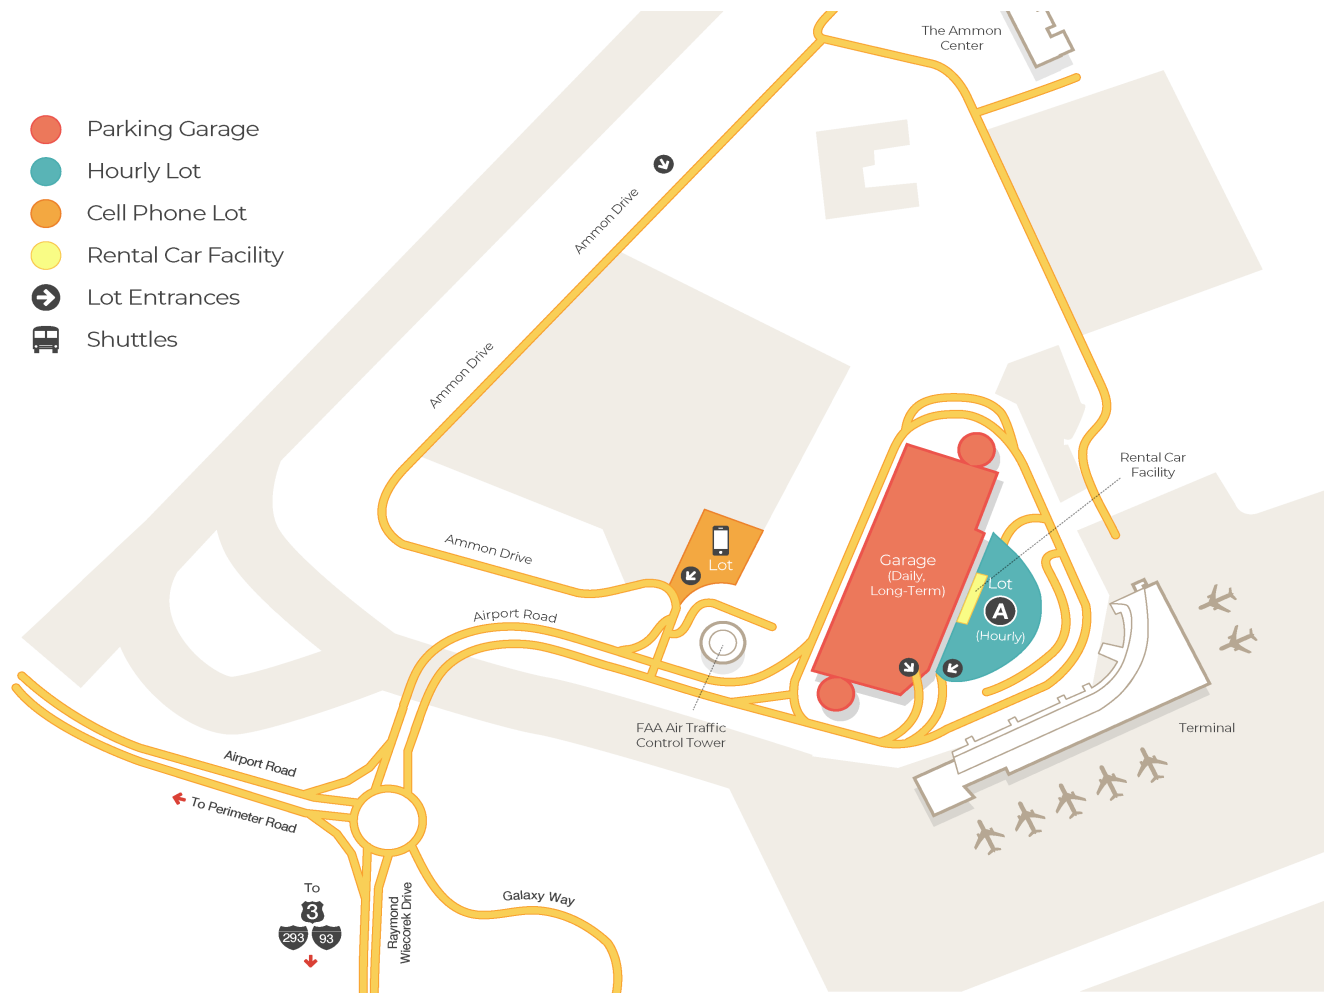 The Ammon
Center
Parking Garage
Hourly Lot
Cell Phone Lot
Rental Car Facility
Lot Entrances
Shuttles
Ammon Drive
Ammon Drive
Ammon Drive
Rental Car
Facility
Lot
Garage
(Daily,
Long-Term)
Lot
A
(Hourly)
Airport Road
FAA Air Traffic
Control Tower
Terminal
Airport Road
To Perimeter Road
To
3
293
93
Raymond
Wiecorek Drive
Galaxy Way